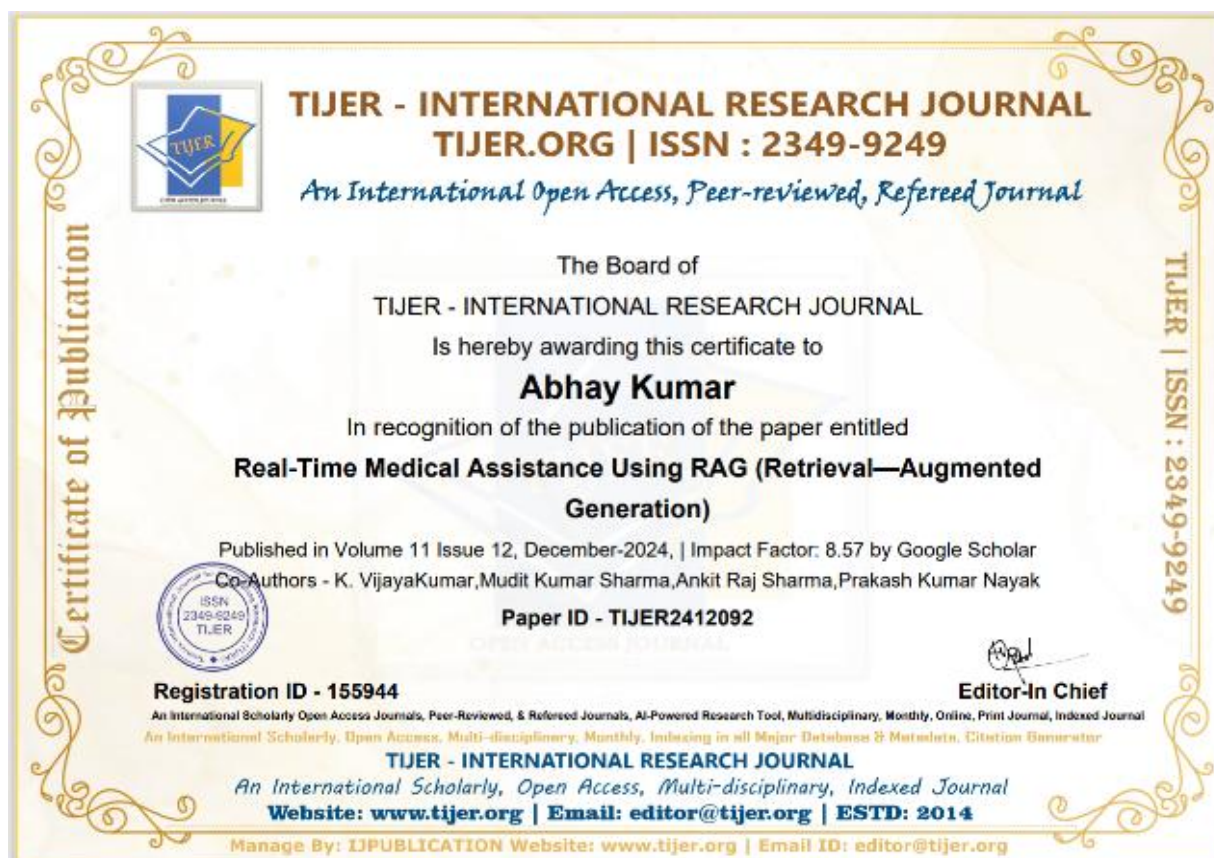 TIJER - INTERNATIONAL RESEARCH JOURNAL
TIJER.ORG | ISSN : 2349-9249
An International Open Access, Peer-reviewed, Refereed Journal
TIJER
OPEN ACCESS JOURNAL
Certificate of Publication
TIJER | ISSN : 2349-9249
The Board of
TIJER - INTERNATIONAL RESEARCH JOURNAL
Is hereby awarding this certificate to
Abhay Kumar
In recognition of the publication of the paper entitled
Real-Time Medical Assistance Using RAG (Retrieval—Augmented
Generation)
Published in Volume 11 Issue 12, December-2024, | Impact Factor: 8.57 by Google Scholar
Co-Authors - K. VijayaKumar,Mudit Kumar Sharma,Ankit Raj Sharma,Prakash Kumar Nayak
ISSN
2349-9249
TIJER
Paper ID - TIJER2412092
OPEN ACCESS JOURNAL
Registration ID - 155944
Editor-In Chief
An International Scholarly Open Access Journals, Peer-Reviewed, & Refereed Journals, AI-Powered Research Tool, Multidisciplinary, Monthly, Online, Print Journal, Indexed Journal
An International Scholarly, Open Access, Multi-disciplinary, Monthly, Indexing in all Major Database & Metadata, Citation Generator
TIJER - INTERNATIONAL RESEARCH JOURNAL
An International Scholarly, Open Access, Multi-disciplinary, Indexed Journal
Website: www.tijer.org | Email: editor@tijer.org | ESTD: 2014
Manage By: IJPUBLICATION Website: www.tijer.org | Email ID: editor@tijer.org